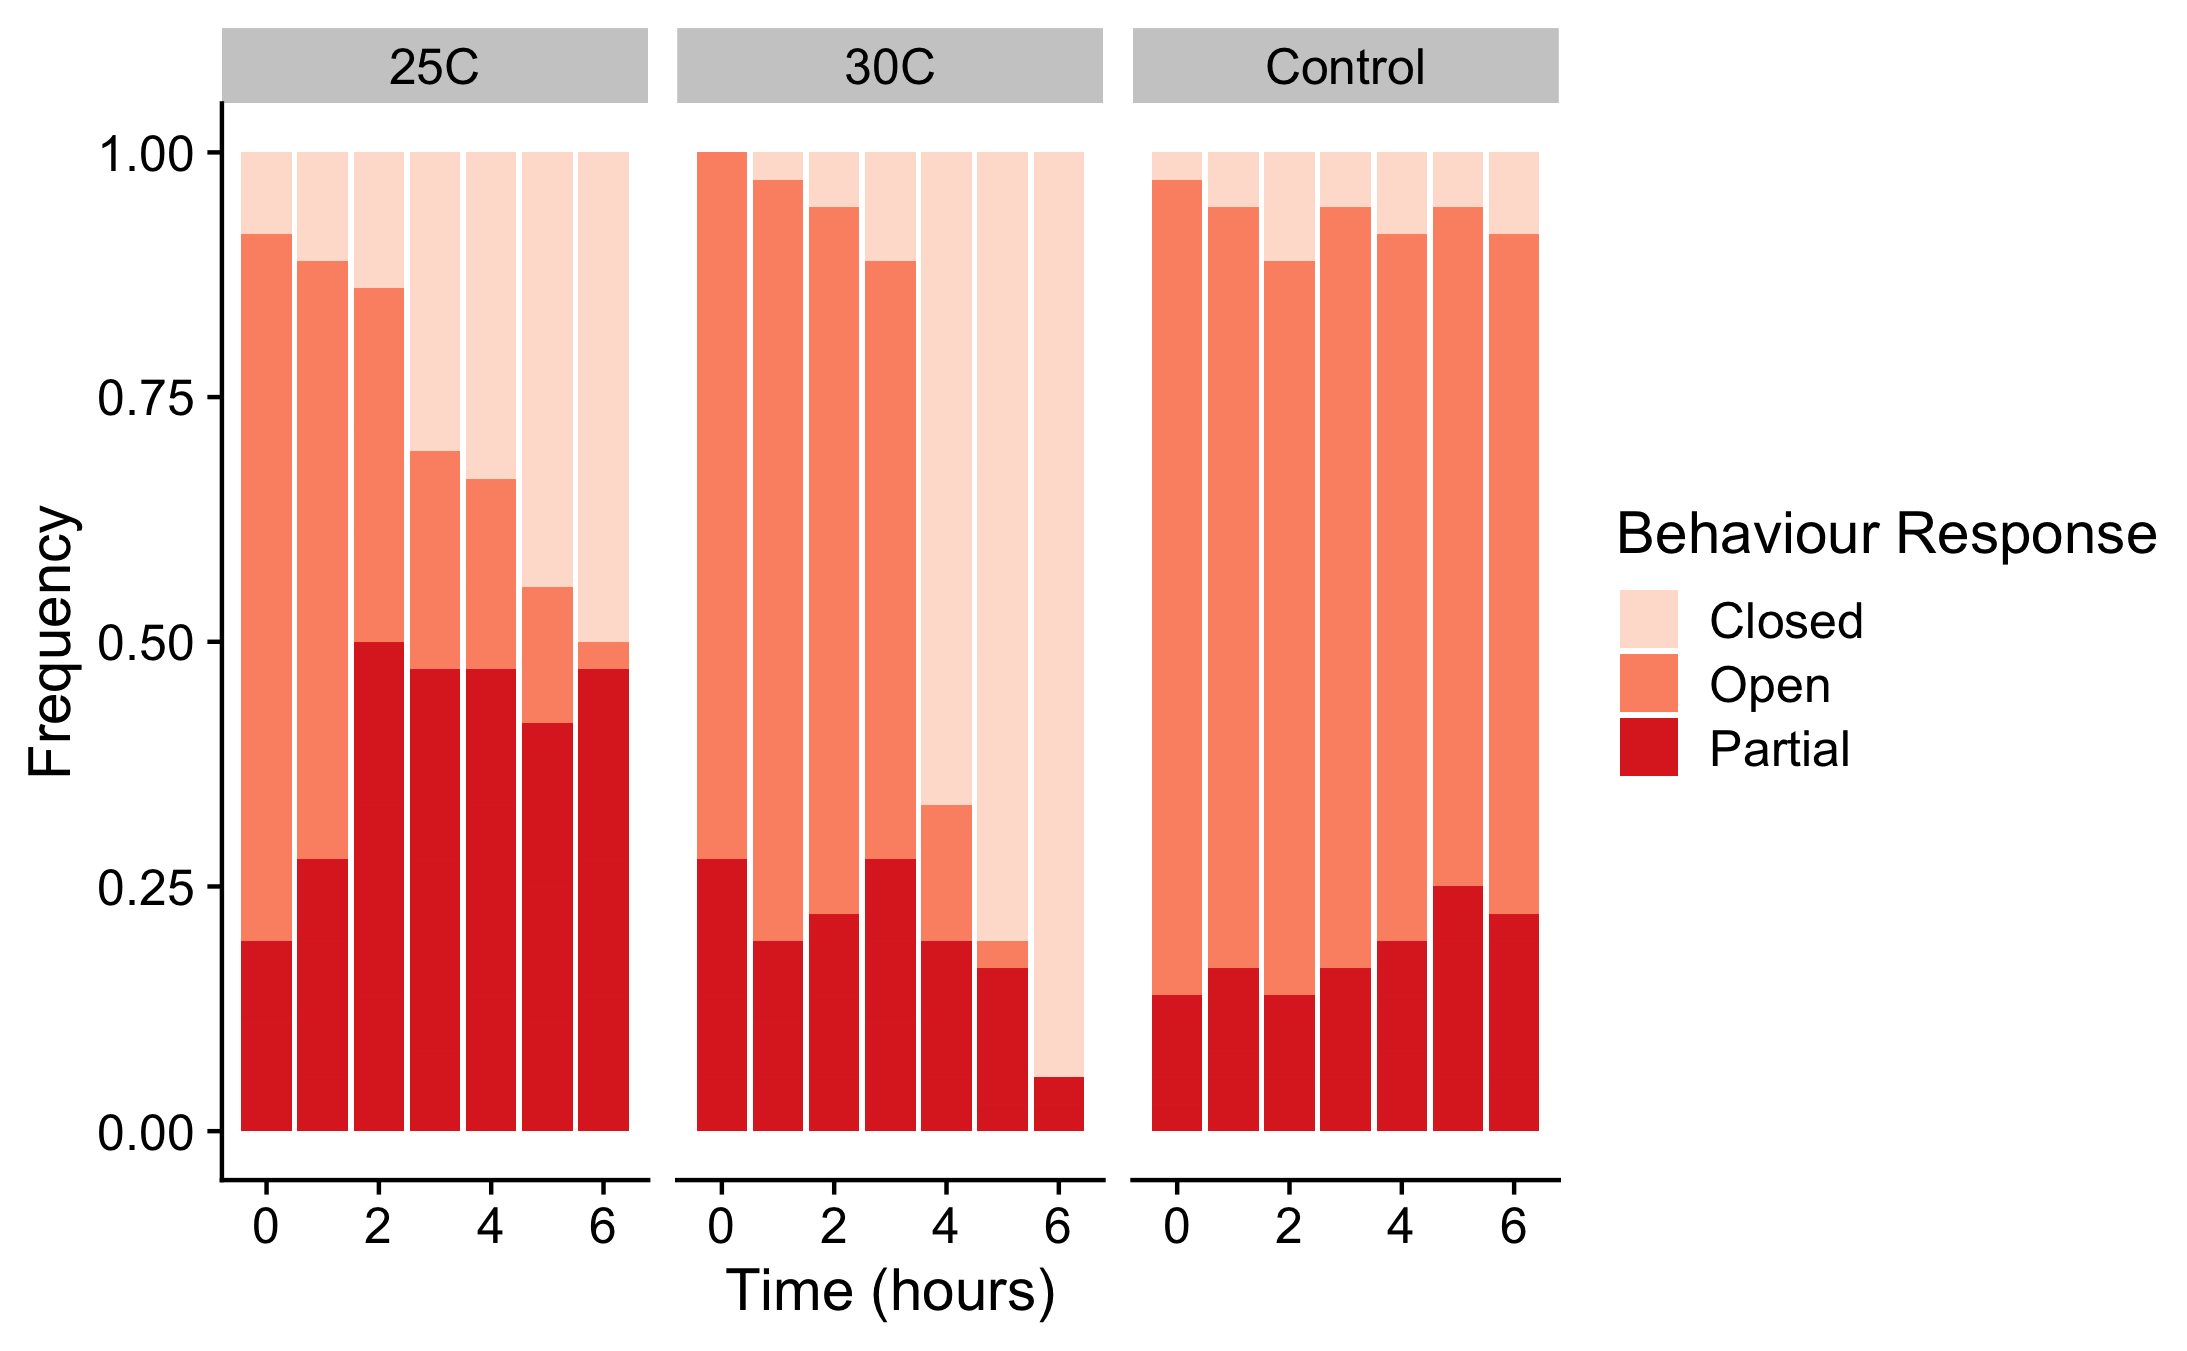 25C 30C Control
1.00
0.75
0.50
0.25
0.00
Frequency
0 2 4 6 0 2 4 6 0 2 4 6
Time (hours)
Behaviour Response
Closed
Open
Partial